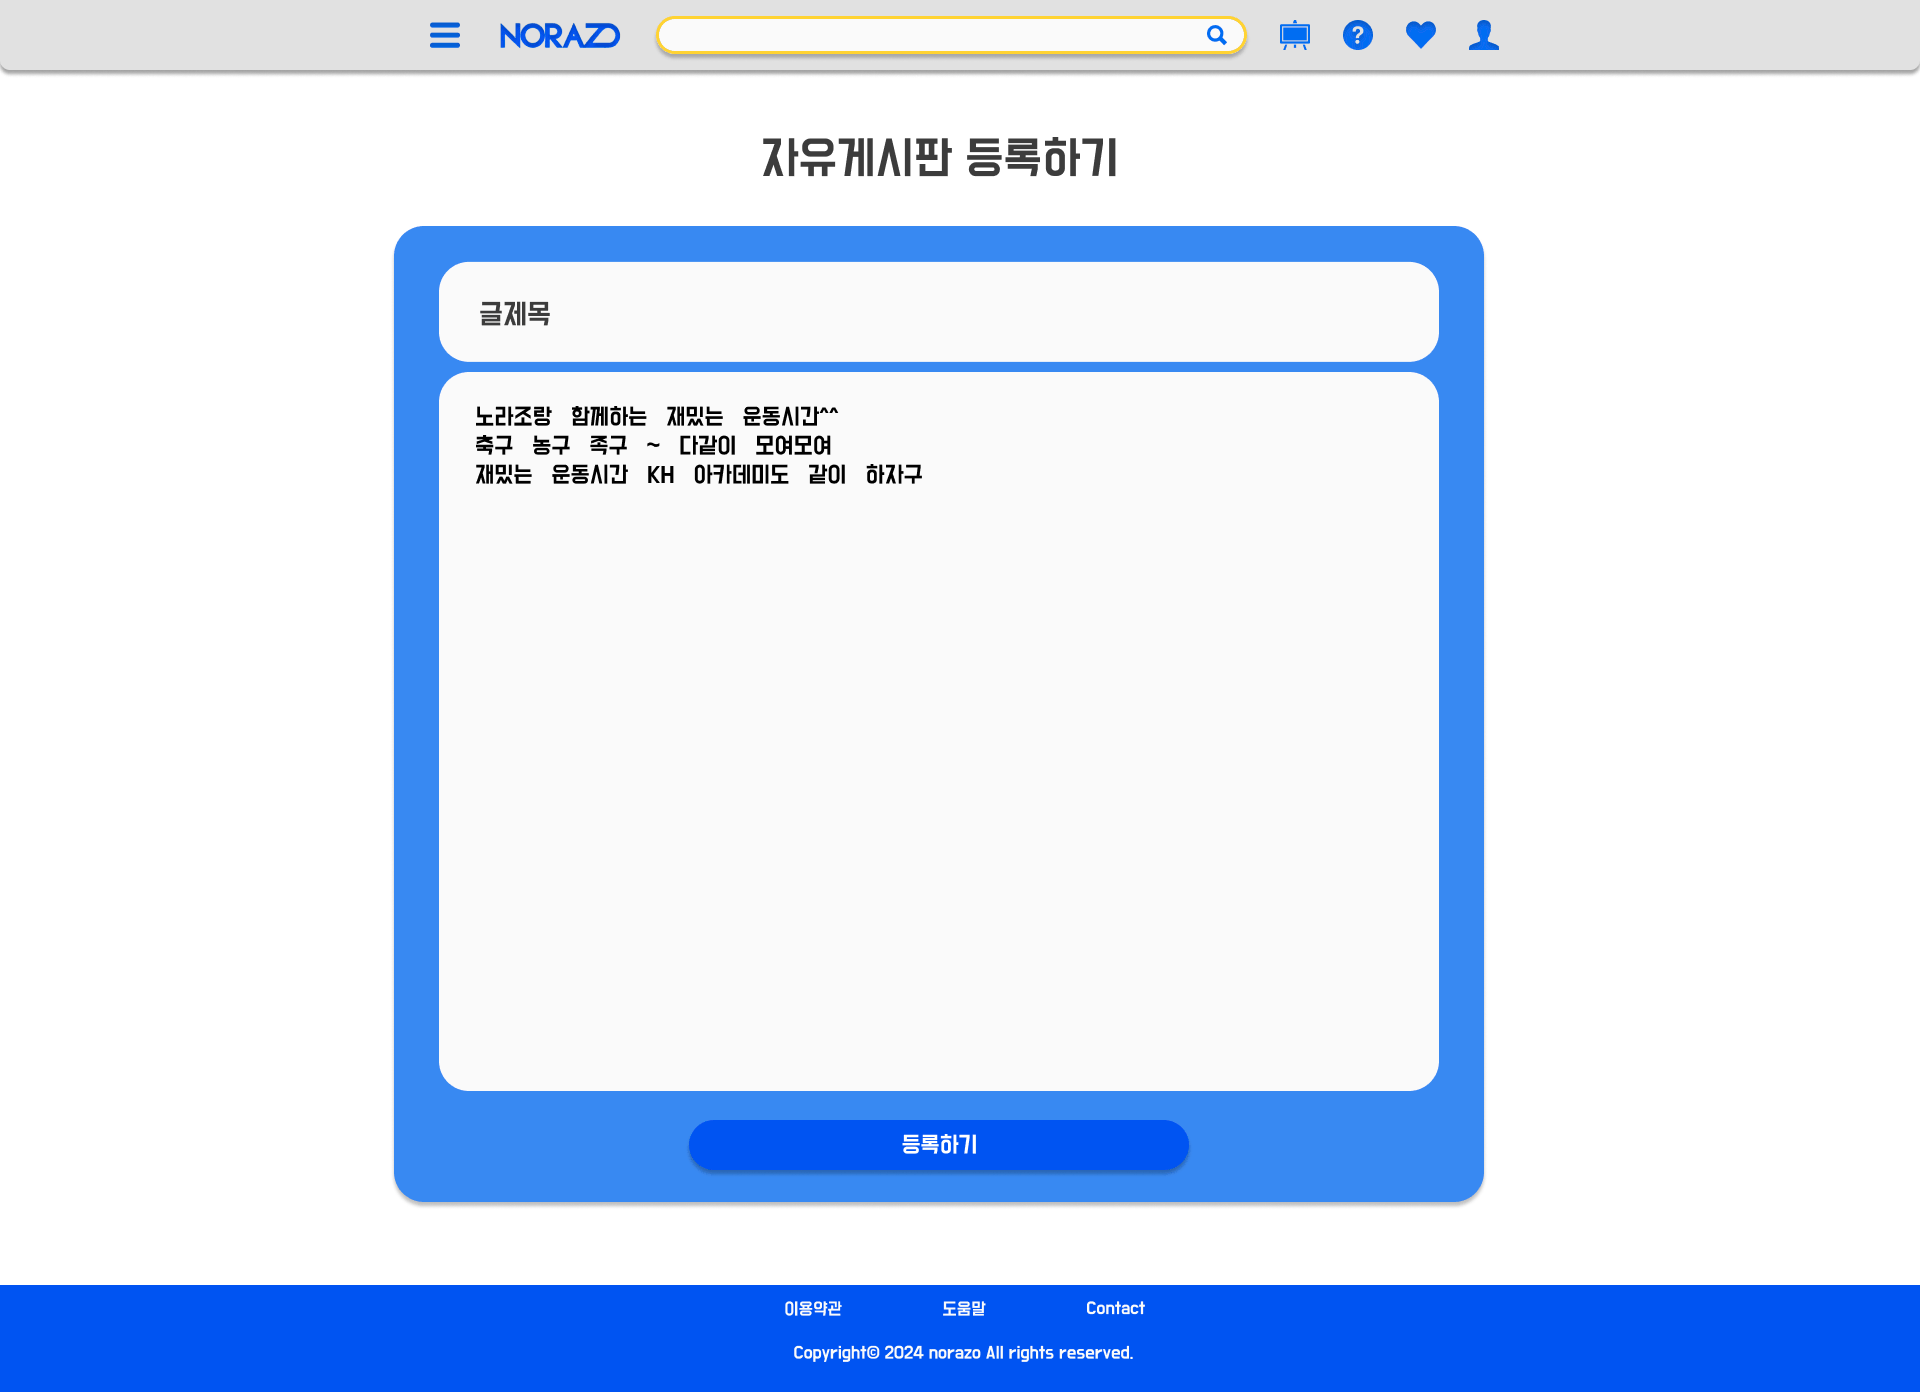 NORAZO
자유게시판 등록하기
글제목
노라조랑 함께하는 재밌는 운동시간^^
축구 농구 족구 ~ 다같이 모여모여
재밌는 운동시간 KH 아카데미도 같이 하자구
등록하기
이용약관 도움말 Contact
Copyright© 2024 norazo All rights reserved.